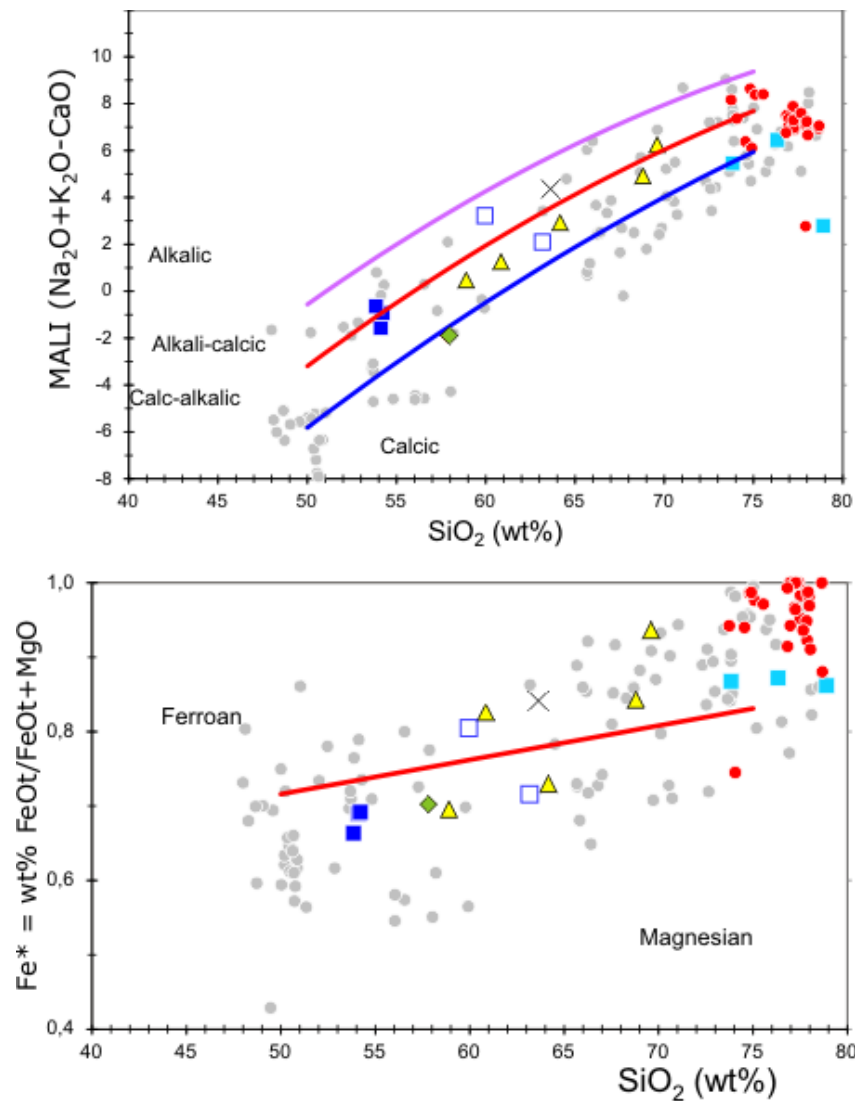 12
10
8
6
4
2
0
-2
-4
-6
-8
MALI (Na₂O+K₂O-CaO)
Alkalic
Alkali-calcic
Calc-alkalic
Calcic
40 45 50 55 60 65 70 75 80
SiO₂ (wt%)
1,0
0,8
0,6
0,4
Fe* = wt% FeOt/FeOt+MgO
Ferroan
Magnesian
40 45 50 55 60 65 70 75 80
SiO₂ (wt%)